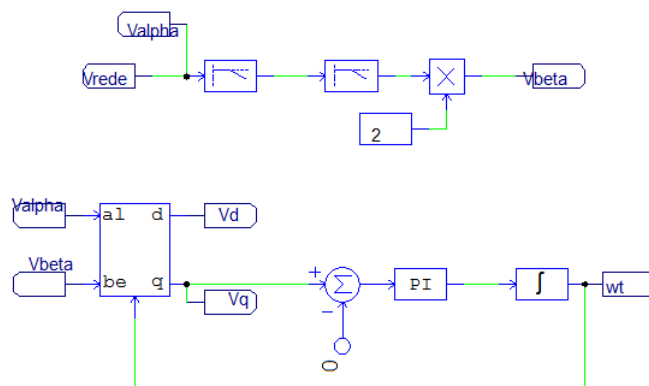 Valpha
Vrede
Vbeta
2
Valpha
al
d
Vd
Vbeta
be
q
Vq
+
Σ
−
PI
∫
wt
0